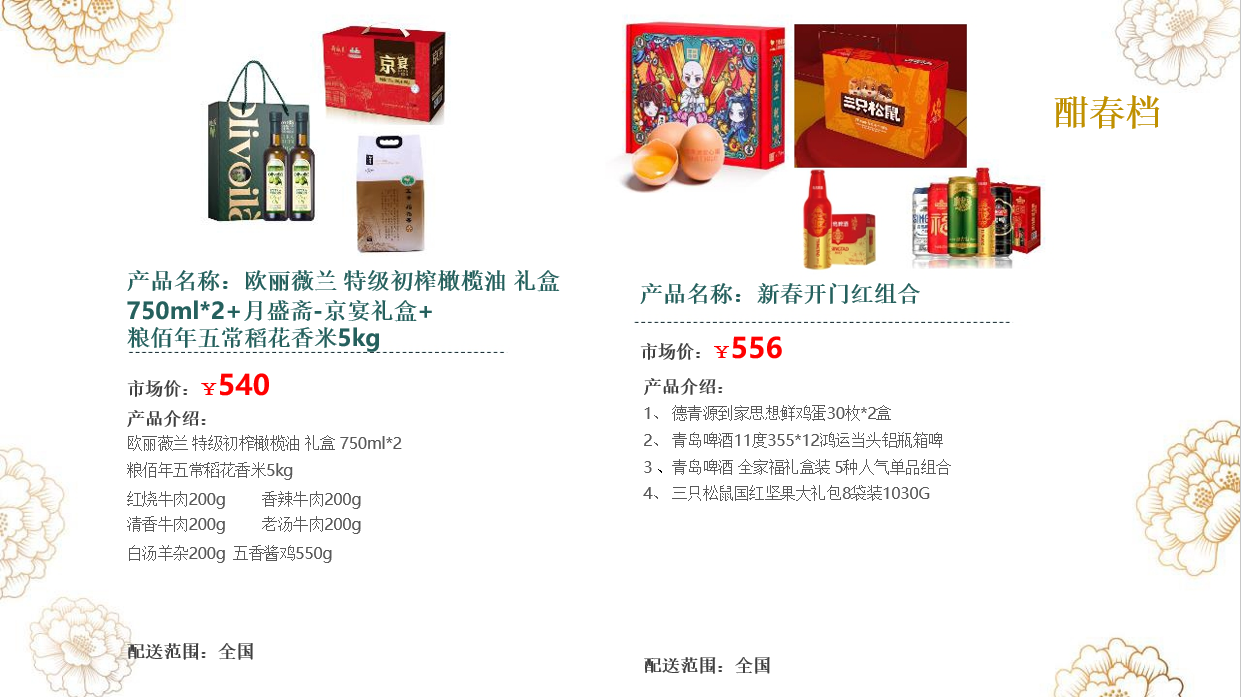 酣春档
Olivoilà
京宴
三只松鼠
福
产品名称：欧丽薇兰 特级初榨橄榄油 礼盒
750ml*2+月盛斋-京宴礼盒+
粮佰年五常稻花香米5kg
市场价：￥540
产品介绍：
欧丽薇兰 特级初榨橄榄油 礼盒 750ml*2
粮佰年五常稻花香米5kg
红烧牛肉200g 香辣牛肉200g
清香牛肉200g 老汤牛肉200g
白汤羊杂200g 五香酱鸡550g
配送范围：全国
产品名称：新春开门红组合
市场价：￥556
产品介绍：
1、 德青源到家思想鲜鸡蛋30枚*2盒
2、 青岛啤酒11度355*12鸿运当头铝瓶箱啤
3 、青岛啤酒 全家福礼盒装 5种人气单品组合
4、 三只松鼠国红坚果大礼包8袋装1030G
配送范围：全国